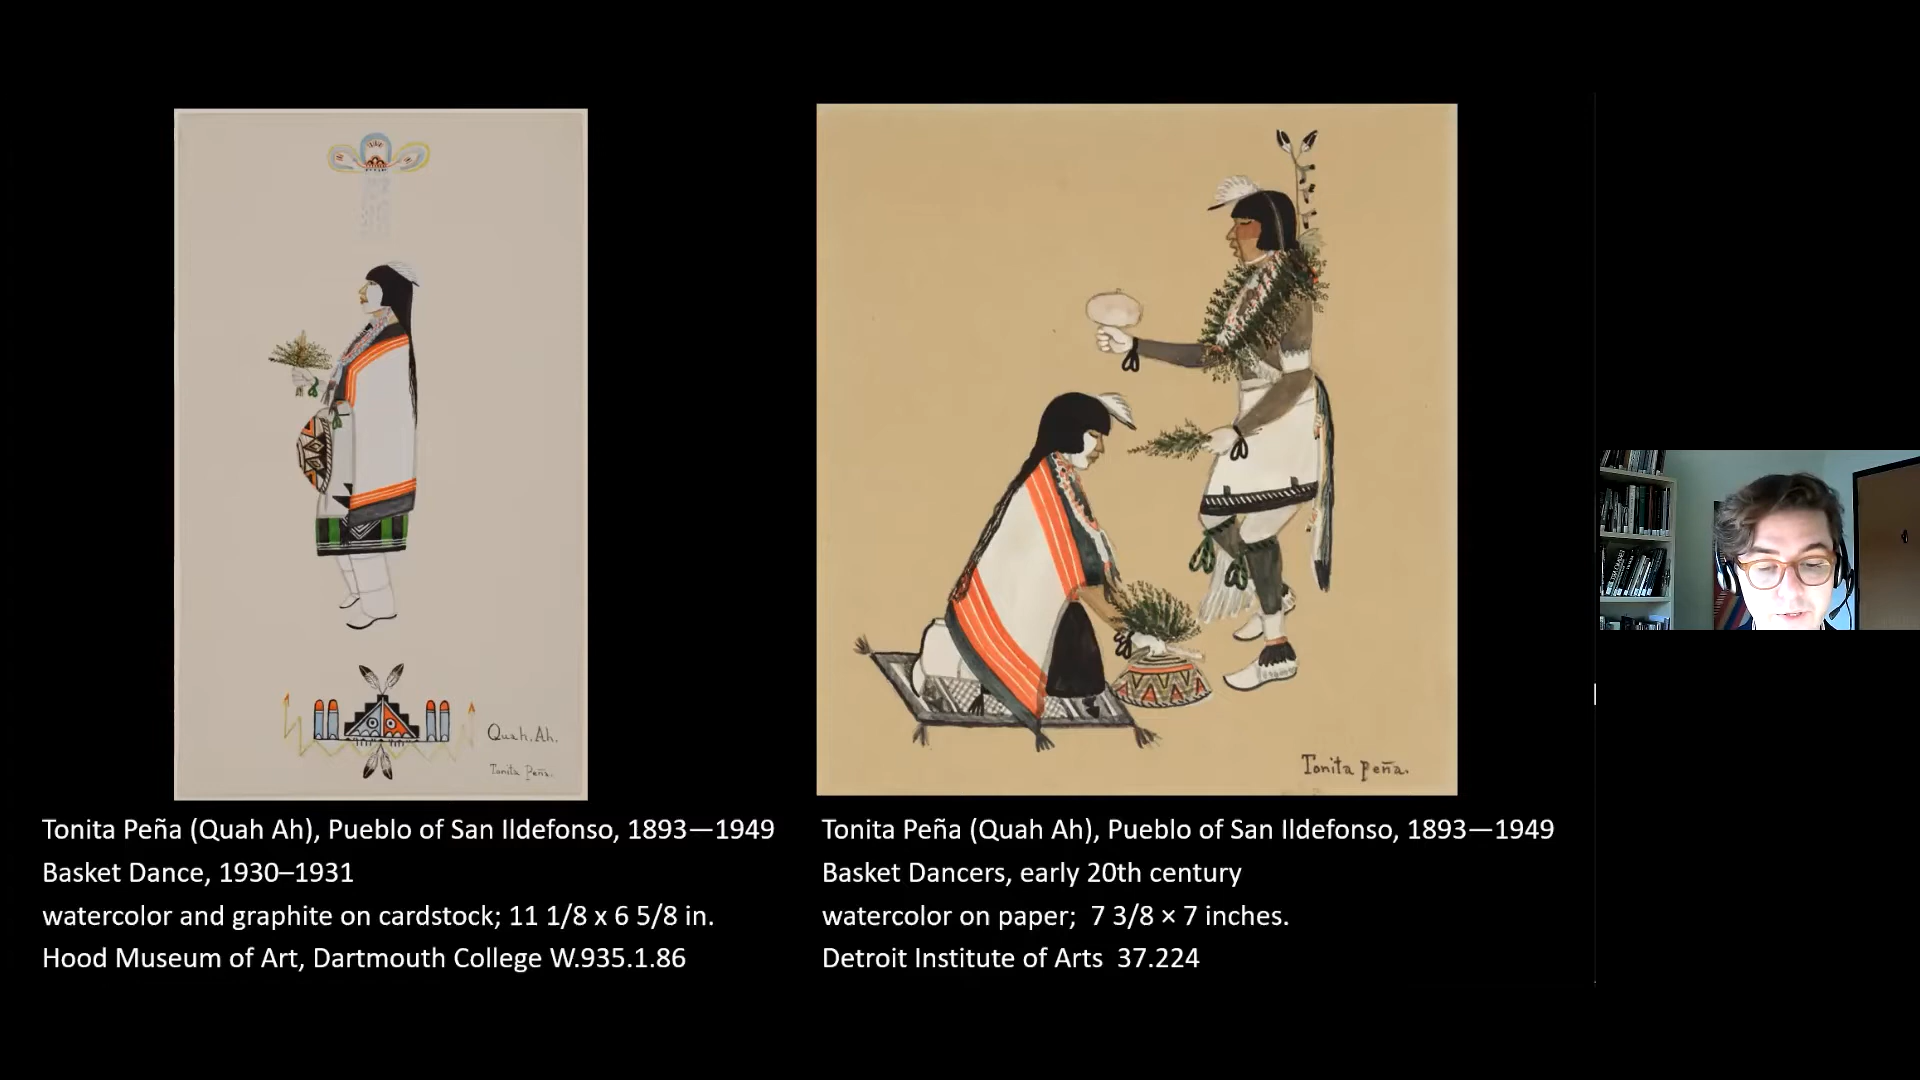 Quah.Ah.
Tonita Peña.
Tonita Peña (Quah Ah), Pueblo of San Ildefonso, 1893—1949
Basket Dance, 1930–1931
watercolor and graphite on cardstock; 11 1/8 x 6 5/8 in.
Hood Museum of Art, Dartmouth College W.935.1.86
Tonita Peña.
Tonita Peña (Quah Ah), Pueblo of San Ildefonso, 1893—1949
Basket Dancers, early 20th century
watercolor on paper;  7 3/8 × 7 inches.
Detroit Institute of Arts  37.224